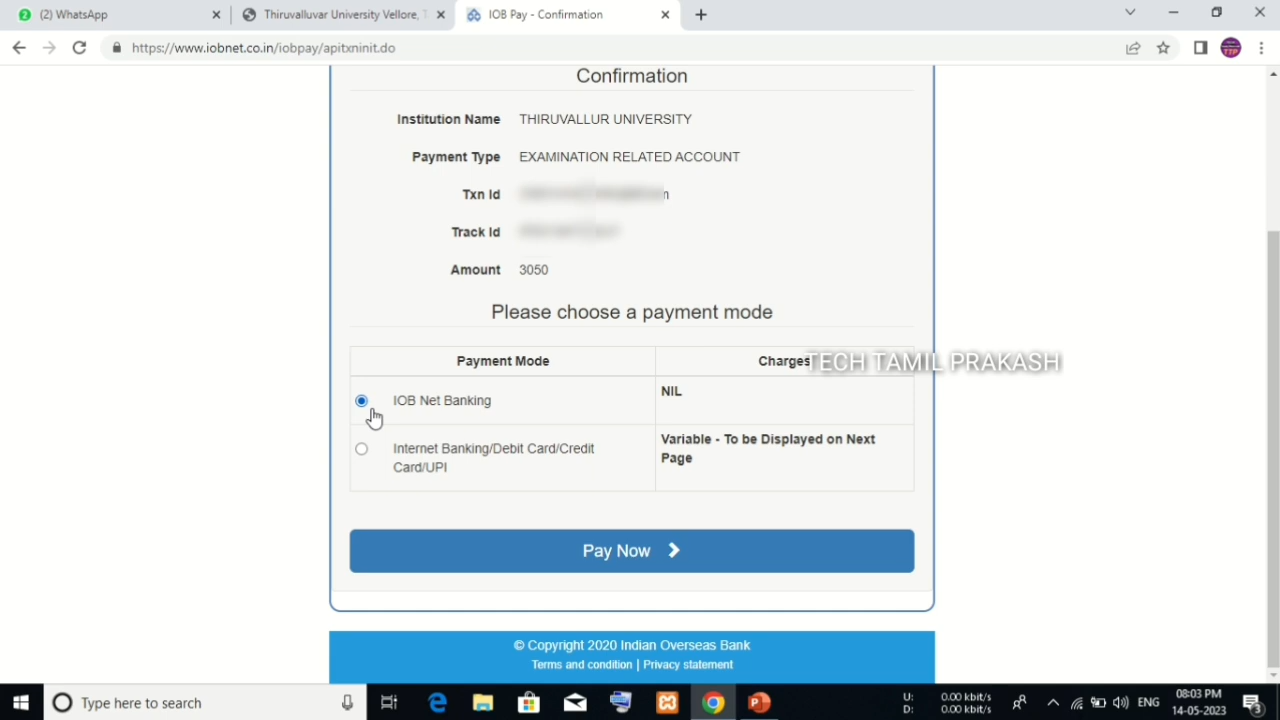 (2) WhatsApp
Thiruvalluvar University Vellore, T
IOB Pay - Confirmation
https://www.iobnet.co.in/iobpay/apitxninit.do
Confirmation
Institution Name THIRUVALLUR UNIVERSITY
Payment Type EXAMINATION RELATED ACCOUNT
Txn Id
Track Id
Amount 3050
Please choose a payment mode
Payment Mode Charges
TECH TAMIL PRAKASH
IOB Net Banking NIL
Internet Banking/Debit Card/Credit
Card/UPI
Variable - To be Displayed on Next
Page
Pay Now
© Copyright 2020 Indian Overseas Bank
Terms and condition | Privacy statement
Type here to search
U: 0.00 kbit/s
D: 0.00 kbit/s
ENG
08:03 PM
14-05-2023
3